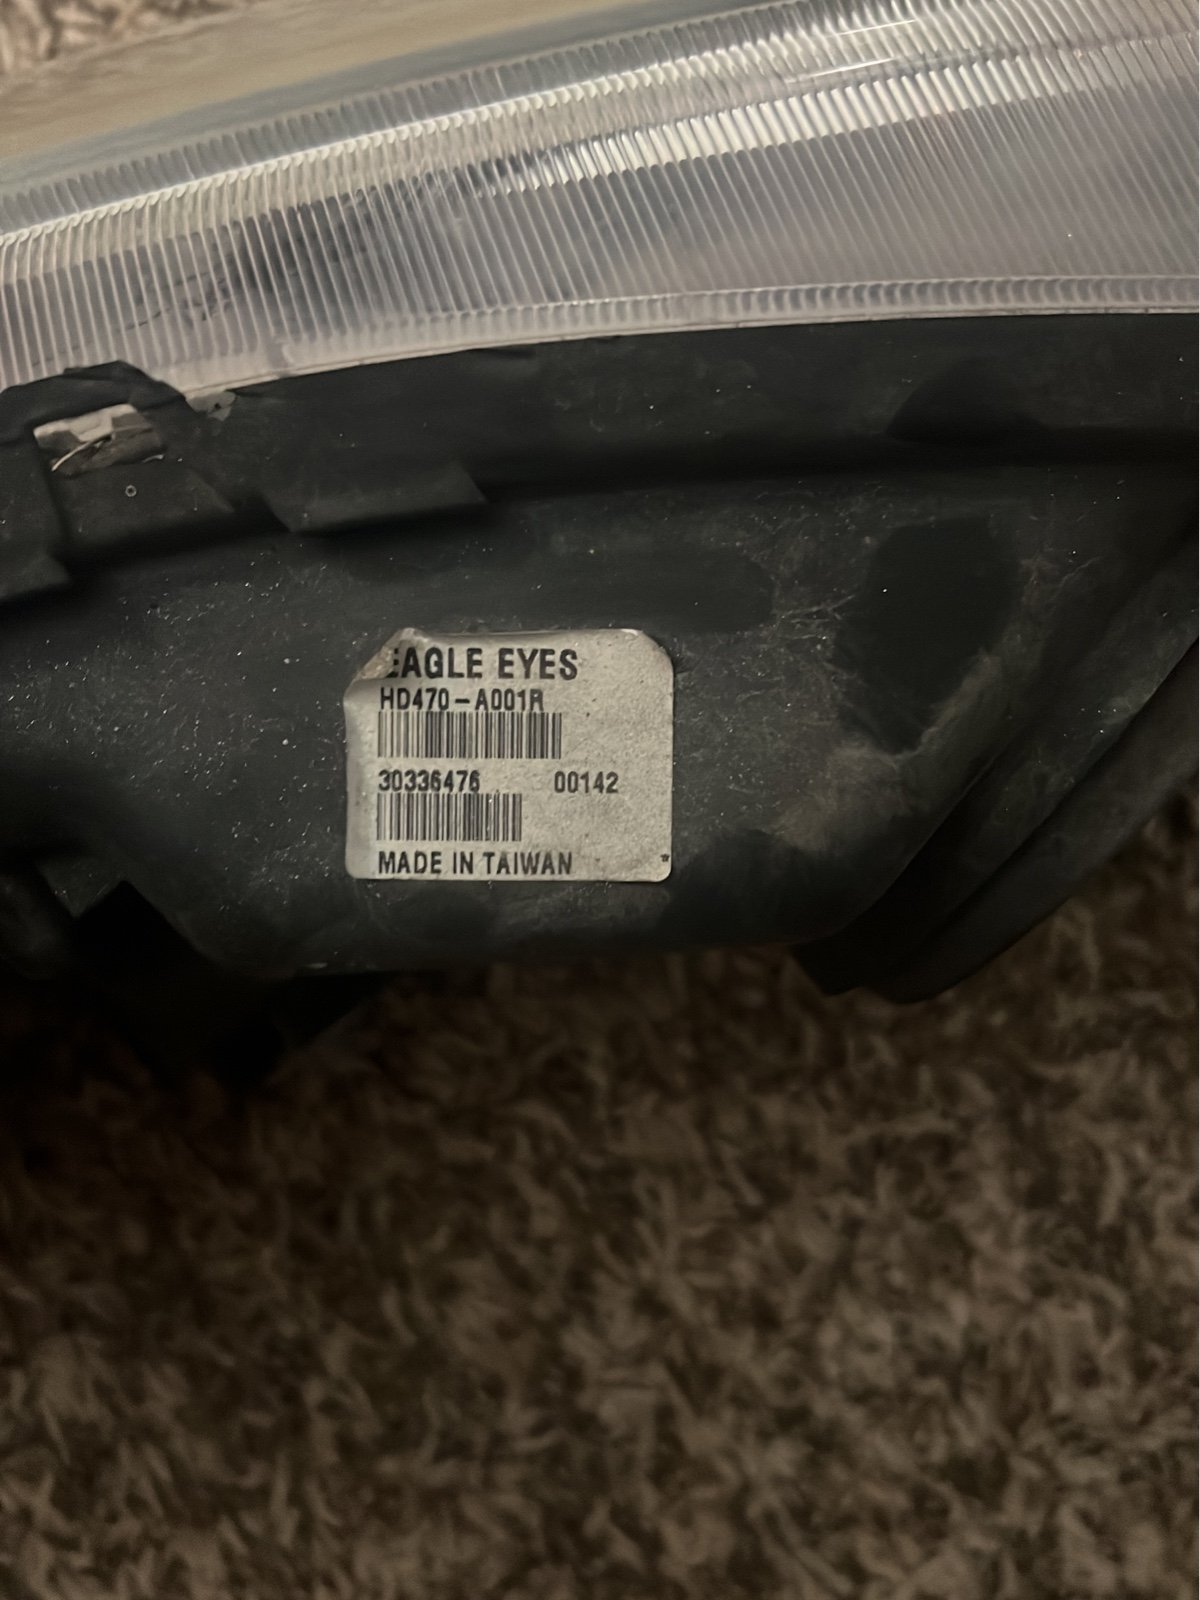 EAGLE EYES
HD470-A001R
30336476 00142
MADE IN TAIWAN